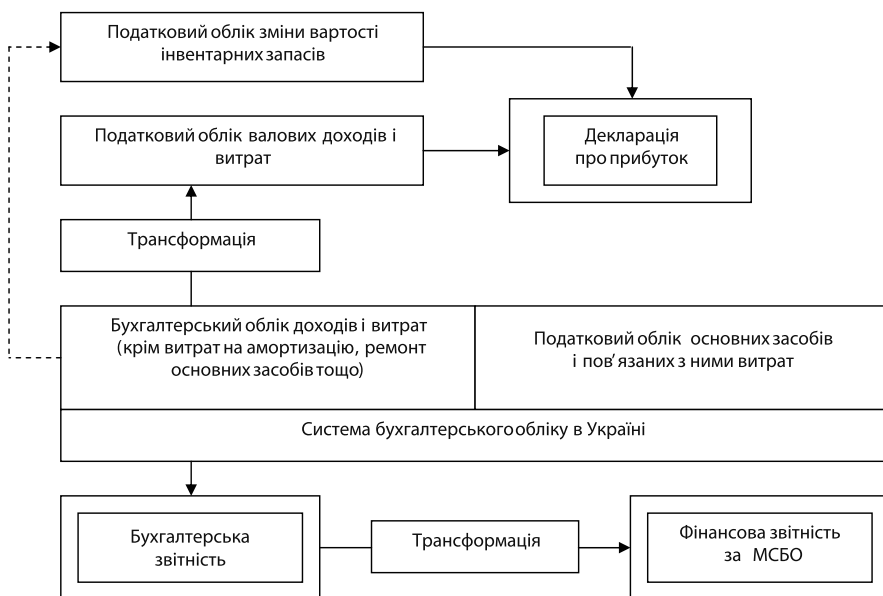 Податковий облік зміни вартості
інвентарних запасів
Податковий облік валових доходів і
витрат
Декларація
про прибуток
Трансформація
Бухгалтерський облік доходів і витрат
(крім витрат на амортизацію, ремонт
основних засобів тощо)
Податковий облік основних засобів
і пов’язаних з ними витрат
Система бухгалтерського обліку в Україні
Бухгалтерська
звітність
Трансформація
Фінансова звітність
за МСБО